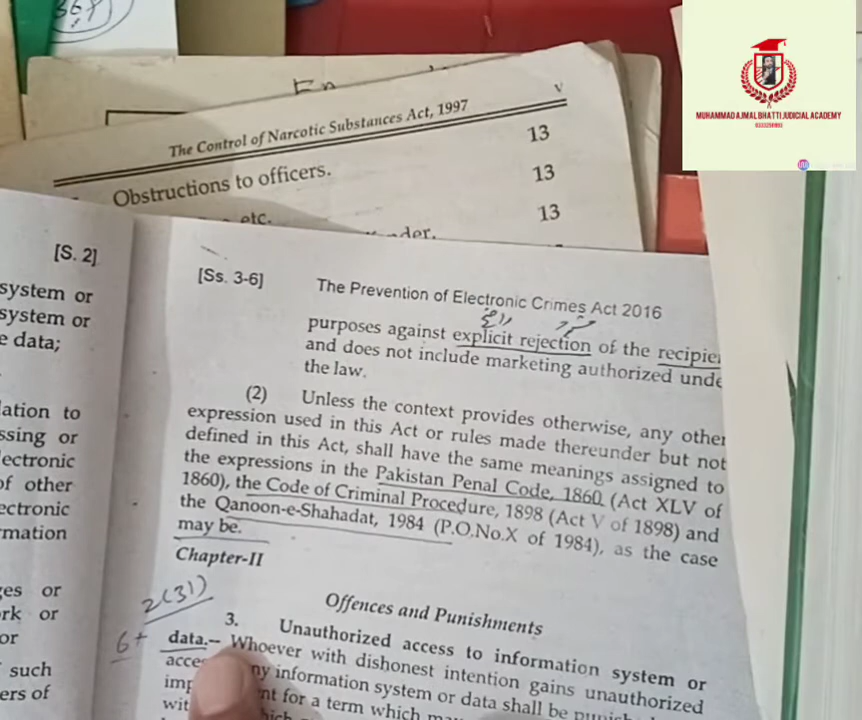 MUHAMMAD AJMAL BHATTI JUDICIAL ACADEMY
The Control of Narcotic Substances Act, 1997
v
Obstructions to officers.
13
13
etc.
13
[S. 2]
system or
system or
e data;
lation to
ssing or
ectronic
of other
ectronic
rmation
ges or
rk or
or
such
ers of
[Ss. 3-6]
The Prevention of Electronic Crimes Act 2016
purposes against explicit rejection of the recipie
and does not include marketing authorized unde
the law.
(2) Unless the context provides otherwise, any other
expression used in this Act or rules made thereunder but not
defined in this Act, shall have the same meanings assigned to
the expressions in the Pakistan Penal Code, 1860 (Act XLV of
1860), the Code of Criminal Procedure, 1898 (Act V of 1898) and
the Qanoon-e-Shahadat, 1984 (P.O.No.X of 1984), as the case
may be.
Chapter-II
2(31)
Offences and Punishments
6+
3. Unauthorized access to information system or
data.– Whoever with dishonest intention gains unauthorized
acce ny information system or data shall be punish
imp nt for a term which
wit